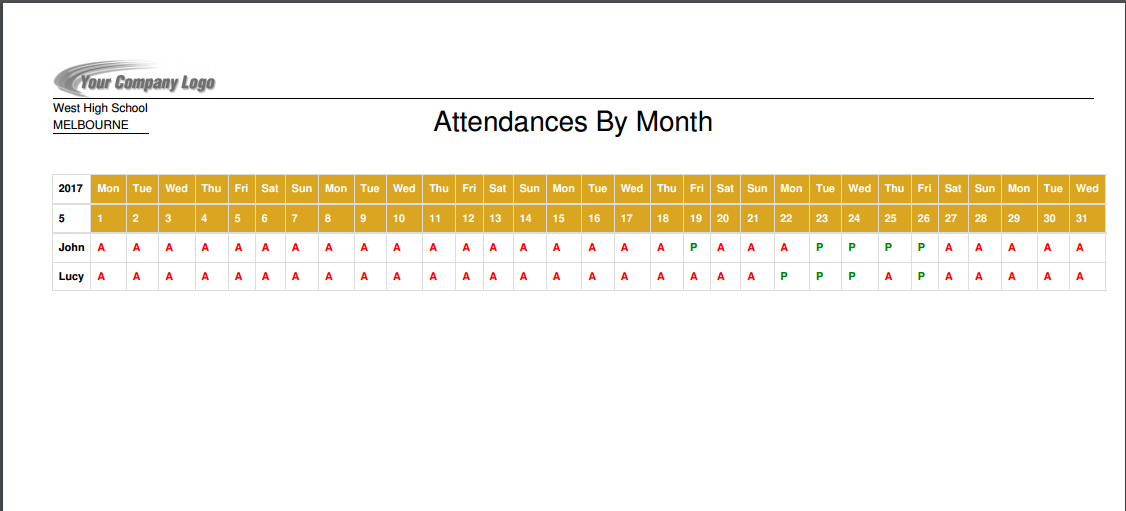 Your Company Logo
West High School
MELBOURNE
Attendances By Month
2017 Mon Tue Wed Thu Fri Sat Sun Mon Tue Wed Thu Fri Sat Sun Mon Tue Wed Thu Fri Sat Sun Mon Tue Wed Thu Fri Sat Sun Mon Tue Wed
5 1 2 3 4 5 6 7 8 9 10 11 12 13 14 15 16 17 18 19 20 21 22 23 24 25 26 27 28 29 30 31
John A A A A A A A A A A A A A A A A A A P A A A P P P P A A A A A
Lucy A A A A A A A A A A A A A A A A A A A A A P P P A P A A A A A